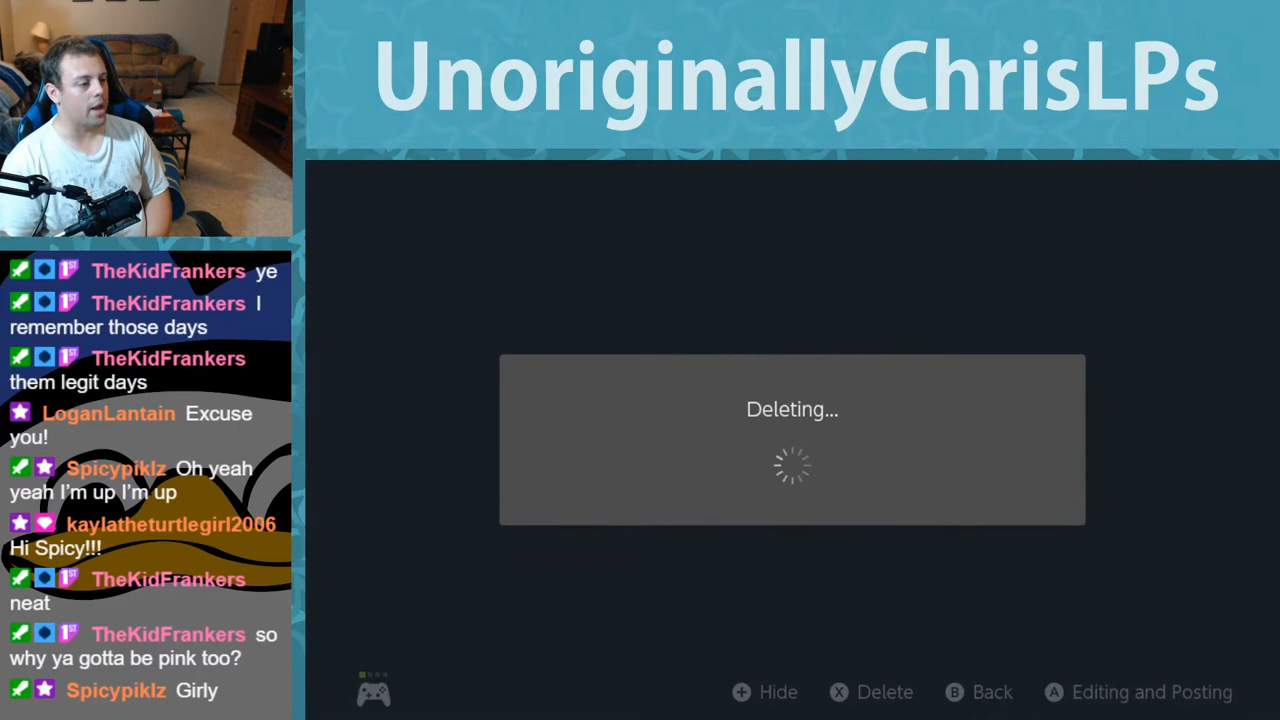 UnoriginallyChrisLPs
TheKidFrankers ye
TheKidFrankers I
remember those days
TheKidFrankers
them legit days
LoganLantain Excuse
you!
Spicypiklz Oh yeah
yeah I'm up I'm up
kaylatheturtlegirl2006
Hi Spicy!!!
TheKidFrankers
neat
TheKidFrankers so
why ya gotta be pink too?
Spicypiklz Girly
Deleting...
+ Hide X Delete B Back A Editing and Posting